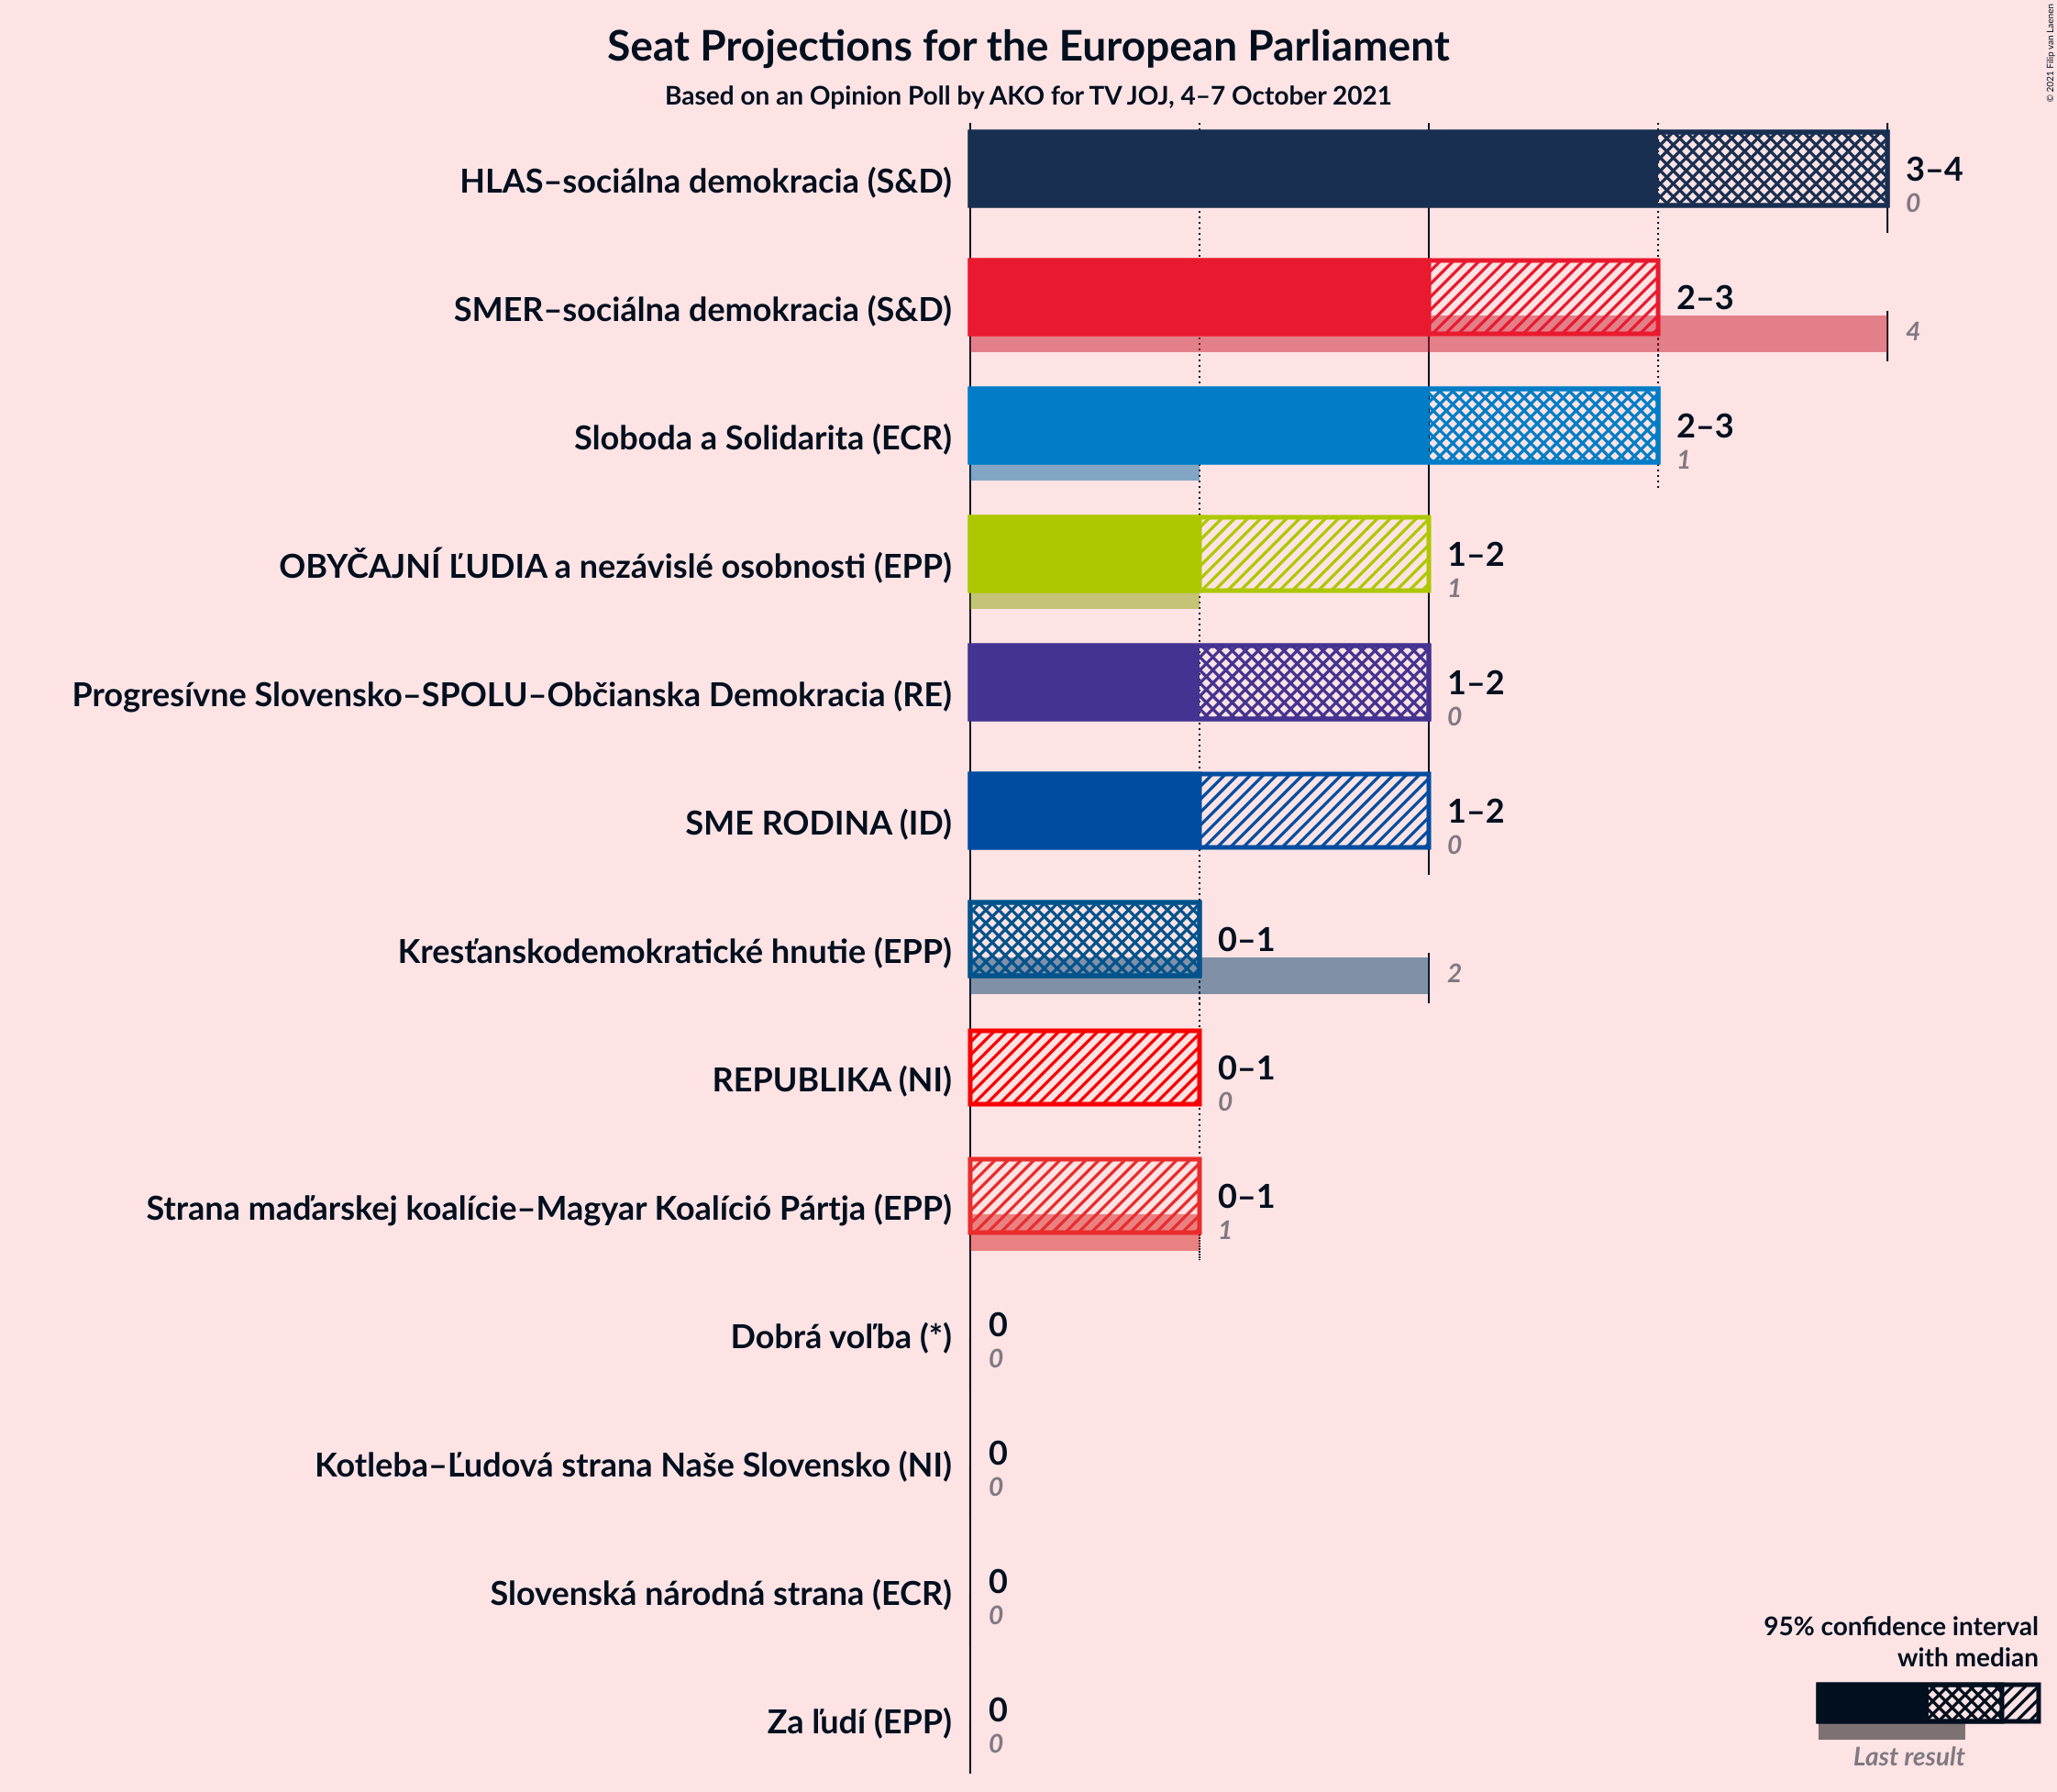 Seat Projections for the European Parliament
Based on an Opinion Poll by AKO for TV JOJ, 4–7 October 2021
© 2021 Filip van Laenen
HLAS–sociálna demokracia (S&D)
3–4
0
SMER–sociálna demokracia (S&D)
2–3
4
Sloboda a Solidarita (ECR)
2–3
1
OBYČAJNÍ ĽUDIA a nezávislé osobnosti (EPP)
1–2
1
Progresívne Slovensko–SPOLU–Občianska Demokracia (RE)
1–2
0
SME RODINA (ID)
1–2
0
Kresťanskodemokratické hnutie (EPP)
0–1
2
REPUBLIKA (NI)
0–1
0
Strana maďarskej koalície–Magyar Koalíció Pártja (EPP)
0–1
1
Dobrá voľba (*)
0
0
Kotleba–Ľudová strana Naše Slovensko (NI)
0
0
Slovenská národná strana (ECR)
0
0
Za ľudí (EPP)
0
0
95% confidence interval
with median
Last result